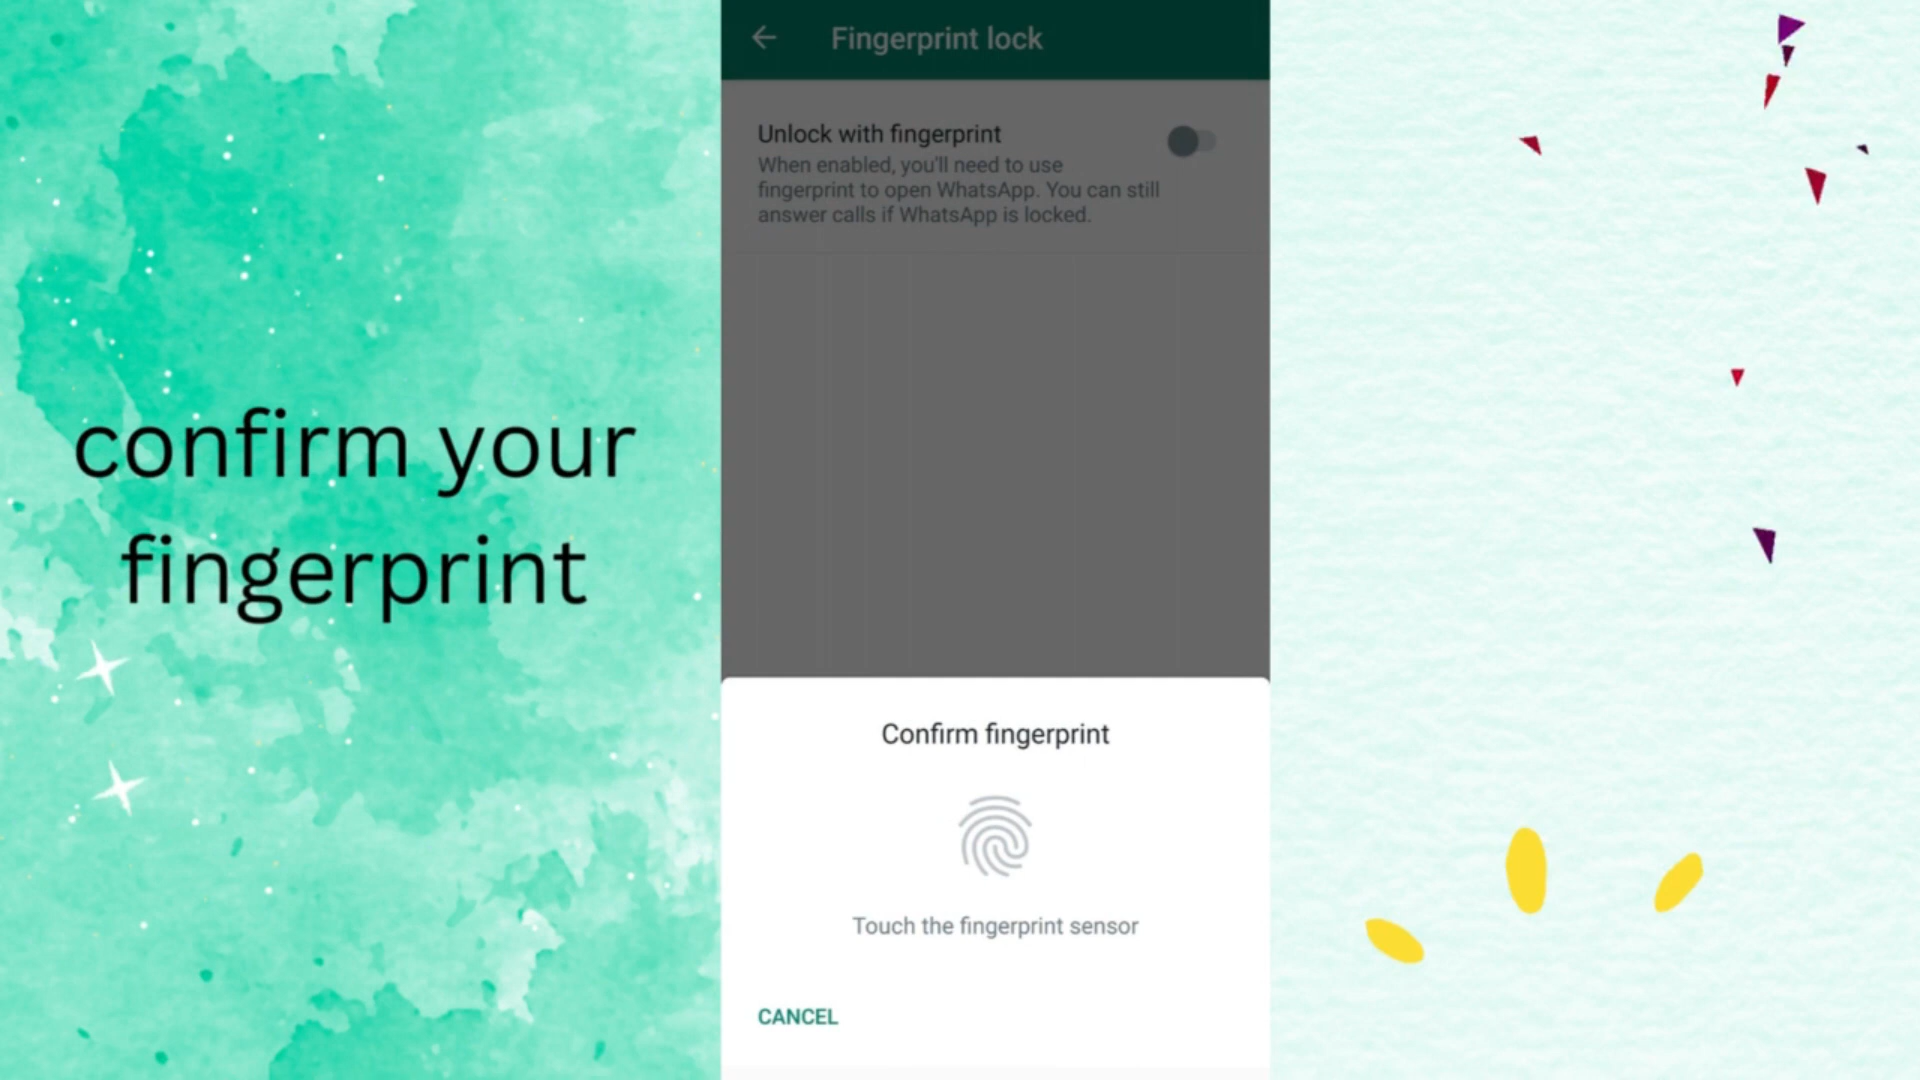 confirm your
fingerprint
Fingerprint lock
Unlock with fingerprint
When enabled, you'll need to use
fingerprint to open WhatsApp. You can still
answer calls if WhatsApp is locked.
Confirm fingerprint
Touch the fingerprint sensor
CANCEL